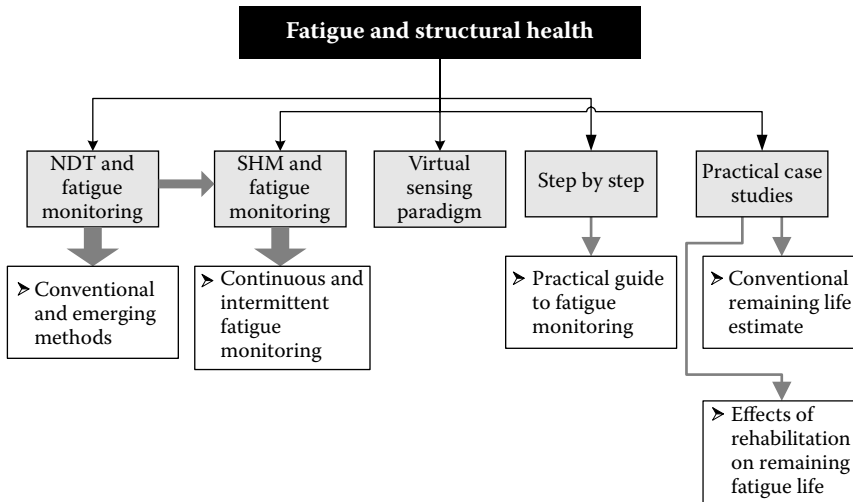 Fatigue and structural health
NDT and
fatigue
monitoring
SHM and
fatigue
monitoring
Virtual
sensing
paradigm
Step by step
Practical case
studies
➢ Conventional
and emerging
methods
➢ Continuous and
intermittent
fatigue
monitoring
➢ Practical guide
to fatigue
monitoring
➢ Conventional
remaining life
estimate
➢ Effects of
rehabilitation
on remaining
fatigue life